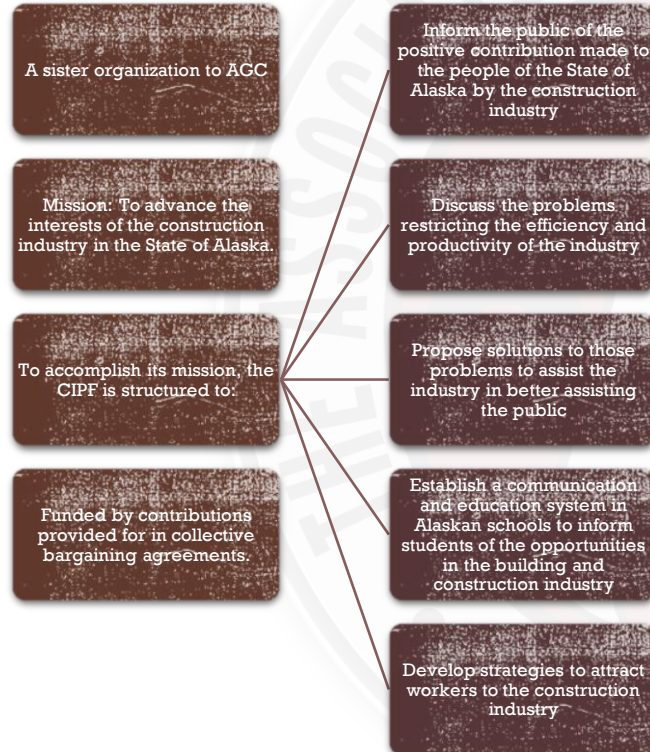 A sister organization to AGC
Mission: To advance the
interests of the construction
industry in the State of Alaska.
To accomplish its mission, the
CIPF is structured to:
Inform the public of the
positive contribution made to
the people of the State of
Alaska by the construction
industry
Discuss the problems
restricting the efficiency and
productivity of the industry
Propose solutions to those
problems to assist the
industry in better assisting
the public
Establish a communication
and education system in
Alaskan schools to inform
students of the opportunities
in the building and
construction industry
Develop strategies to attract
workers to the construction
industry
Funded by contributions
provided for in collective
bargaining agreements.
THE ASSOC